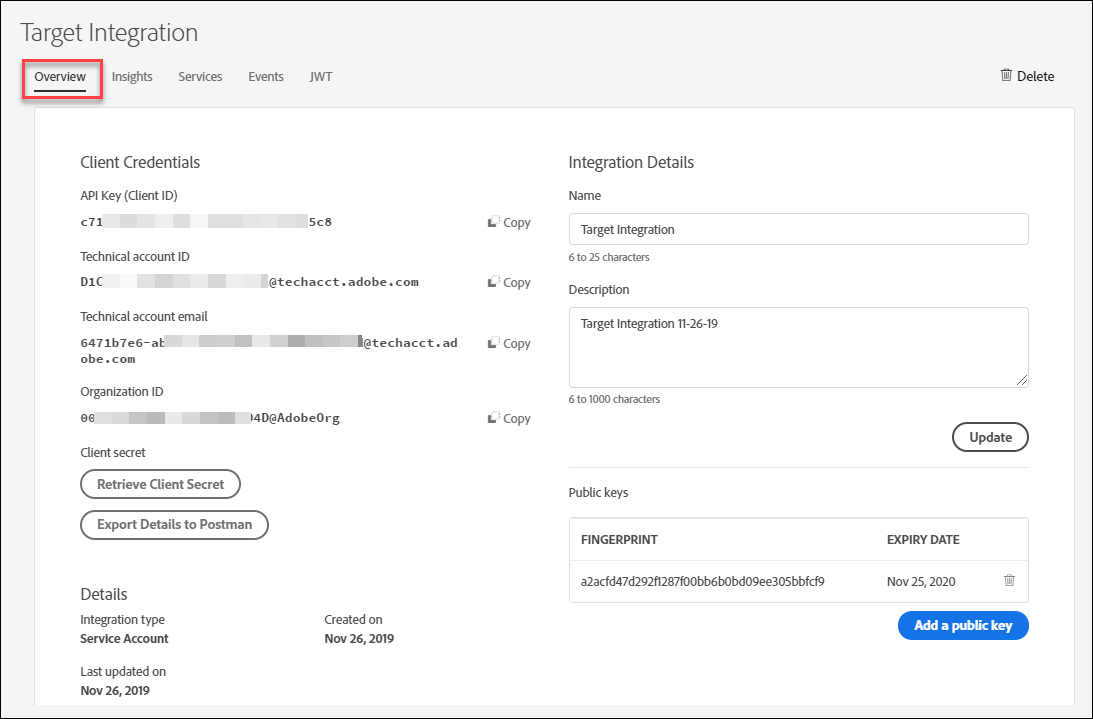 Target Integration
Overview Insights Services Events JWT Delete
Client Credentials
API Key (Client ID)
c71 5c8 Copy
Technical account ID
D1C @techacct.adobe.com Copy
Technical account email
6471b7e6-ab @techacct.ad Copy
obe.com
Organization ID
00 04D@AdobeOrg Copy
Client secret
Retrieve Client Secret
Export Details to Postman
Details
Integration type Created on
Service Account Nov 26, 2019
Last updated on
Nov 26, 2019
Integration Details
Name
Target Integration
6 to 25 characters
Description
Target Integration 11-26-19
6 to 1000 characters
Update
Public keys
FINGERPRINT EXPIRY DATE
a2acfd47d292f1287f00bb6b0bd09ee305bbfcf9 Nov 25, 2020
Add a public key